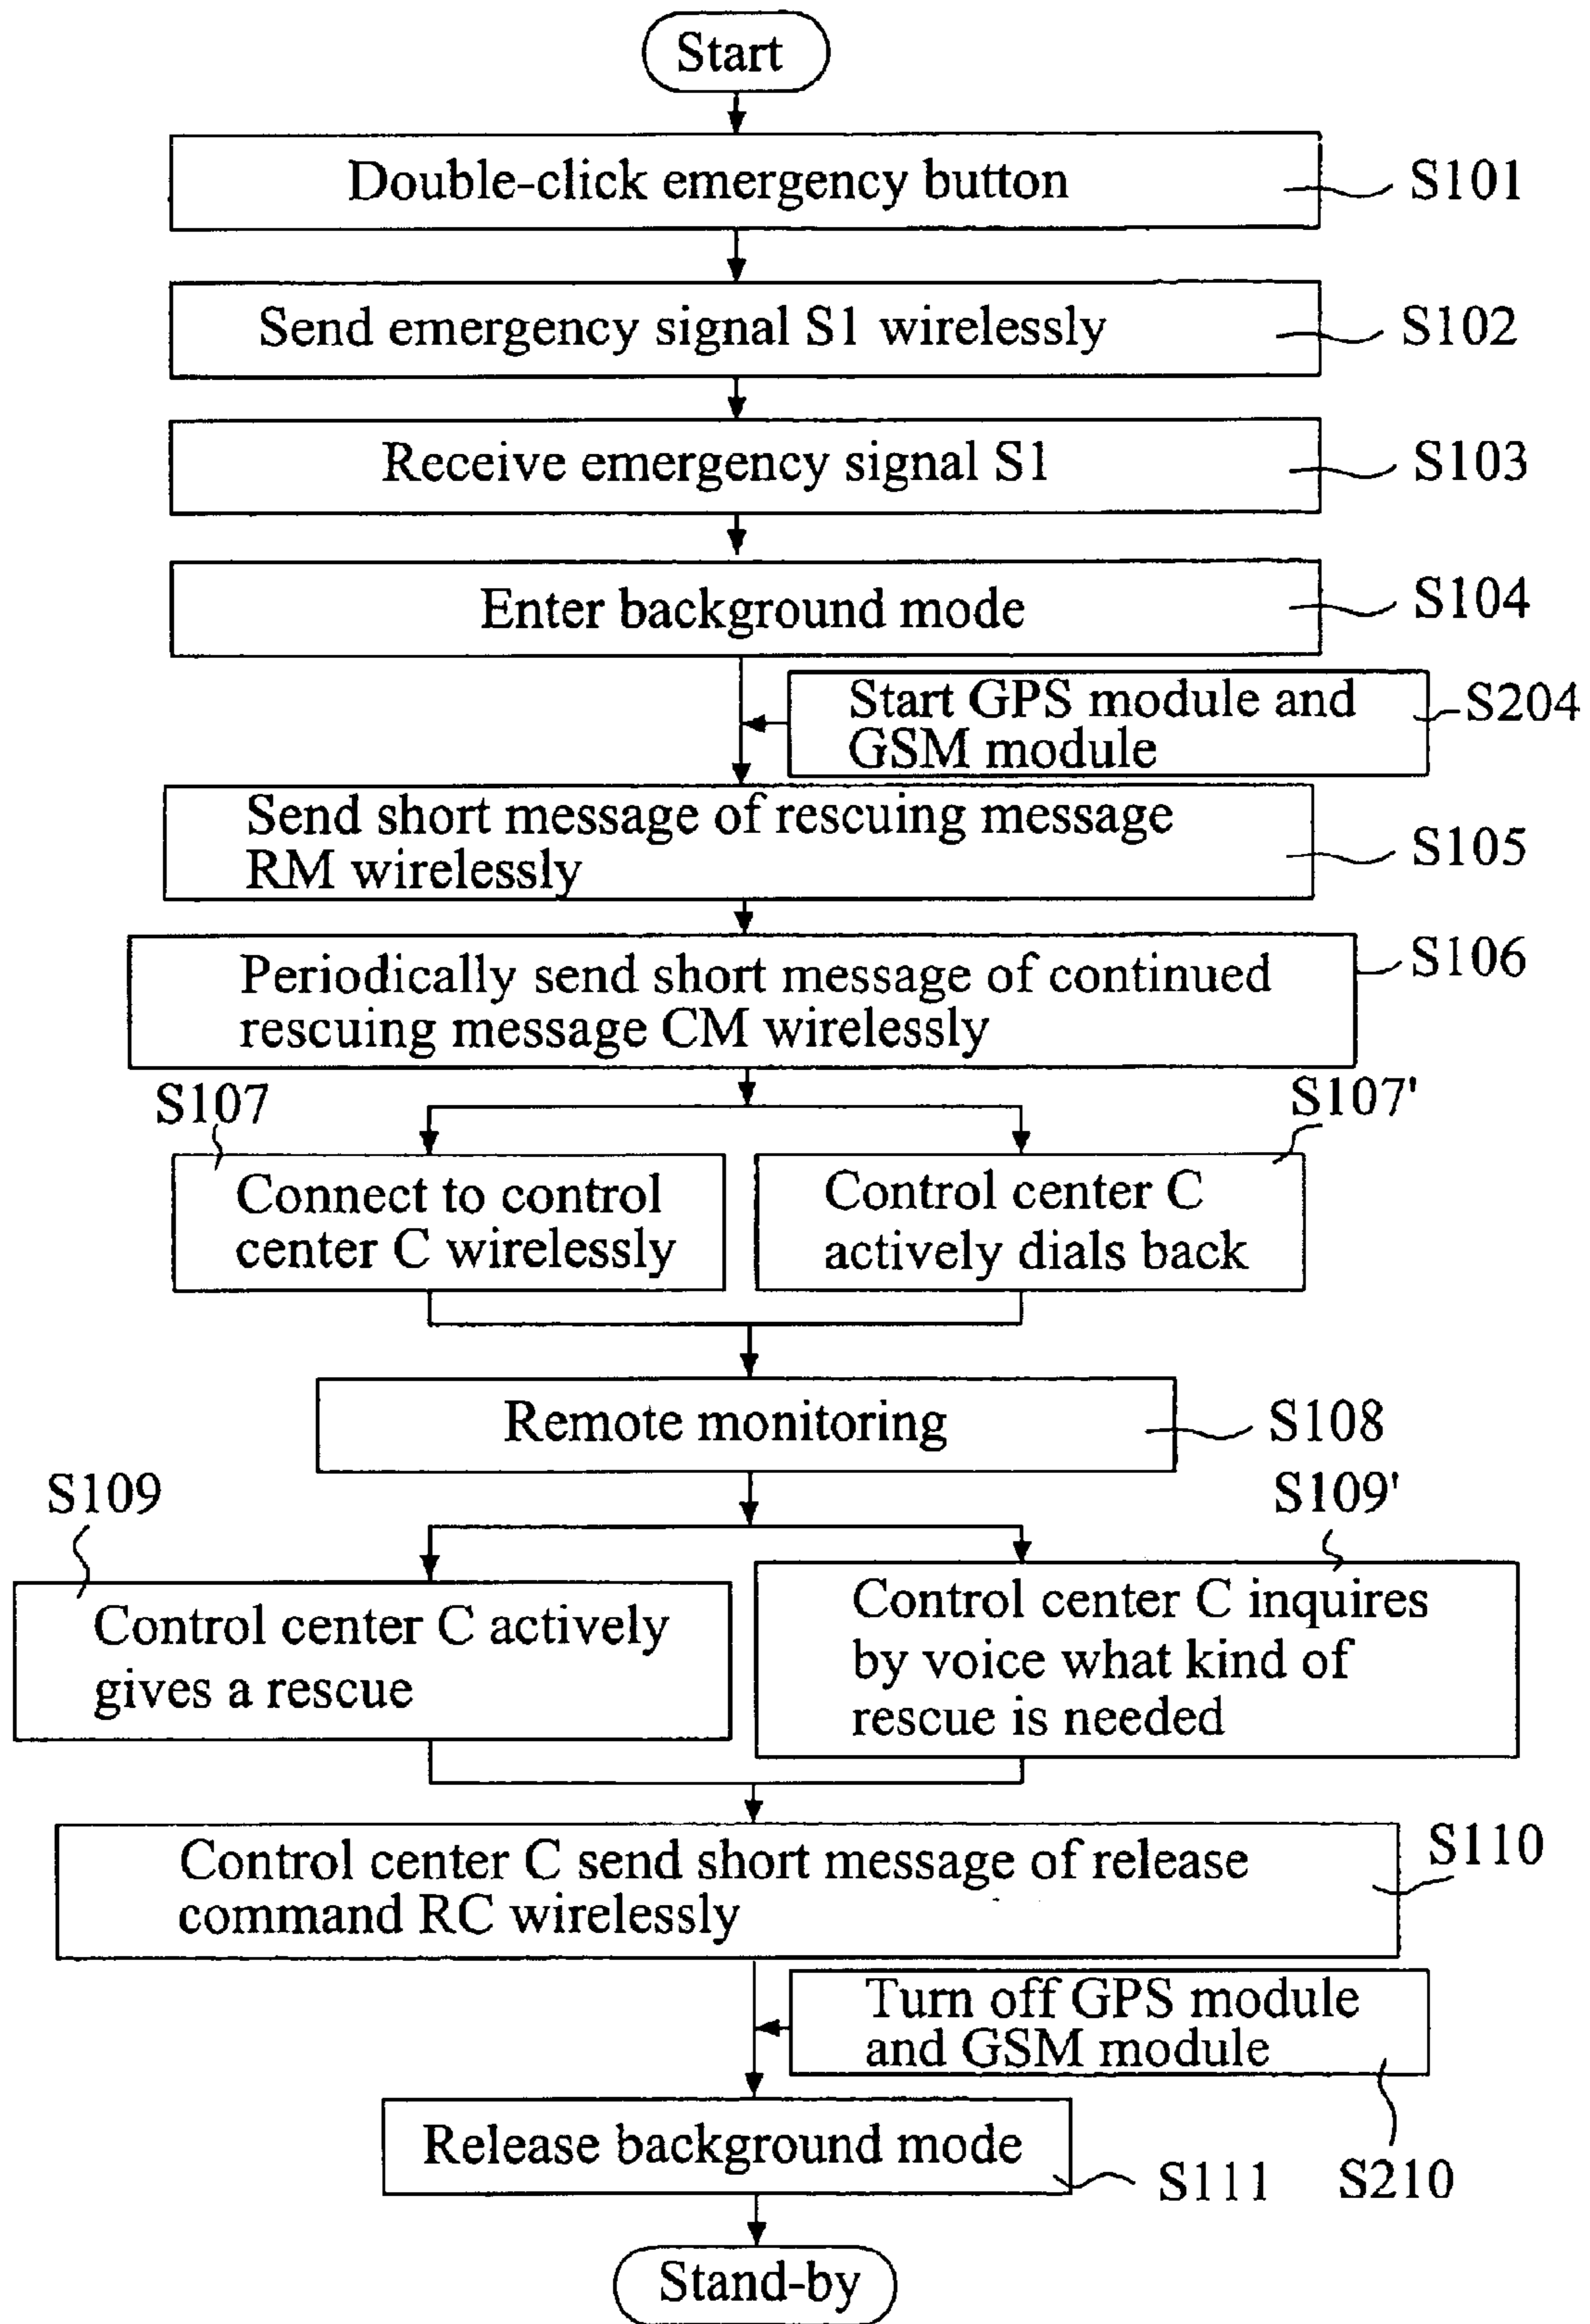 Start
Double-click emergency button
S101
Send emergency signal S1 wirelessly
S102
Receive emergency signal S1
S103
Enter background mode
S104
Start GPS module and
GSM module
S204
Send short message of rescuing message
RM wirelessly
S105
Periodically send short message of continued
rescuing message CM wirelessly
S106
S107
Connect to control
center C wirelessly
S107'
Control center C
actively dials back
Remote monitoring
S108
S109
Control center C actively
gives a rescue
S109'
Control center C inquires
by voice what kind of
rescue is needed
Control center C send short message of release
command RC wirelessly
S110
Turn off GPS module
and GSM module
S210
Release background mode
S111
Stand-by